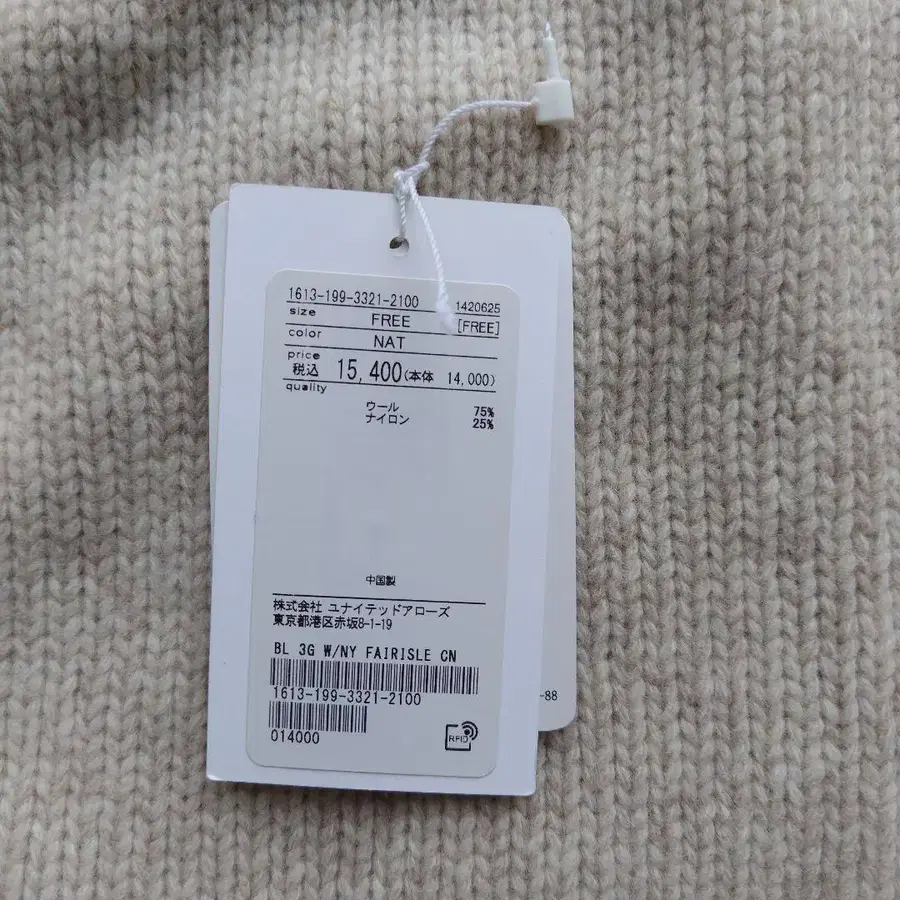 1613-199-3321-2100 1420625
size FREE [FREE]
color NAT
price
税込 15,400(本体 14,000)
quality
ウール 75%
ナイロン 25%
中国製
株式会社 ユナイテッドアローズ
東京都港区赤坂8-1-19
BL 3G W/NY FAIRISLE CN
1613-199-3321-2100
014000
RFID
-88